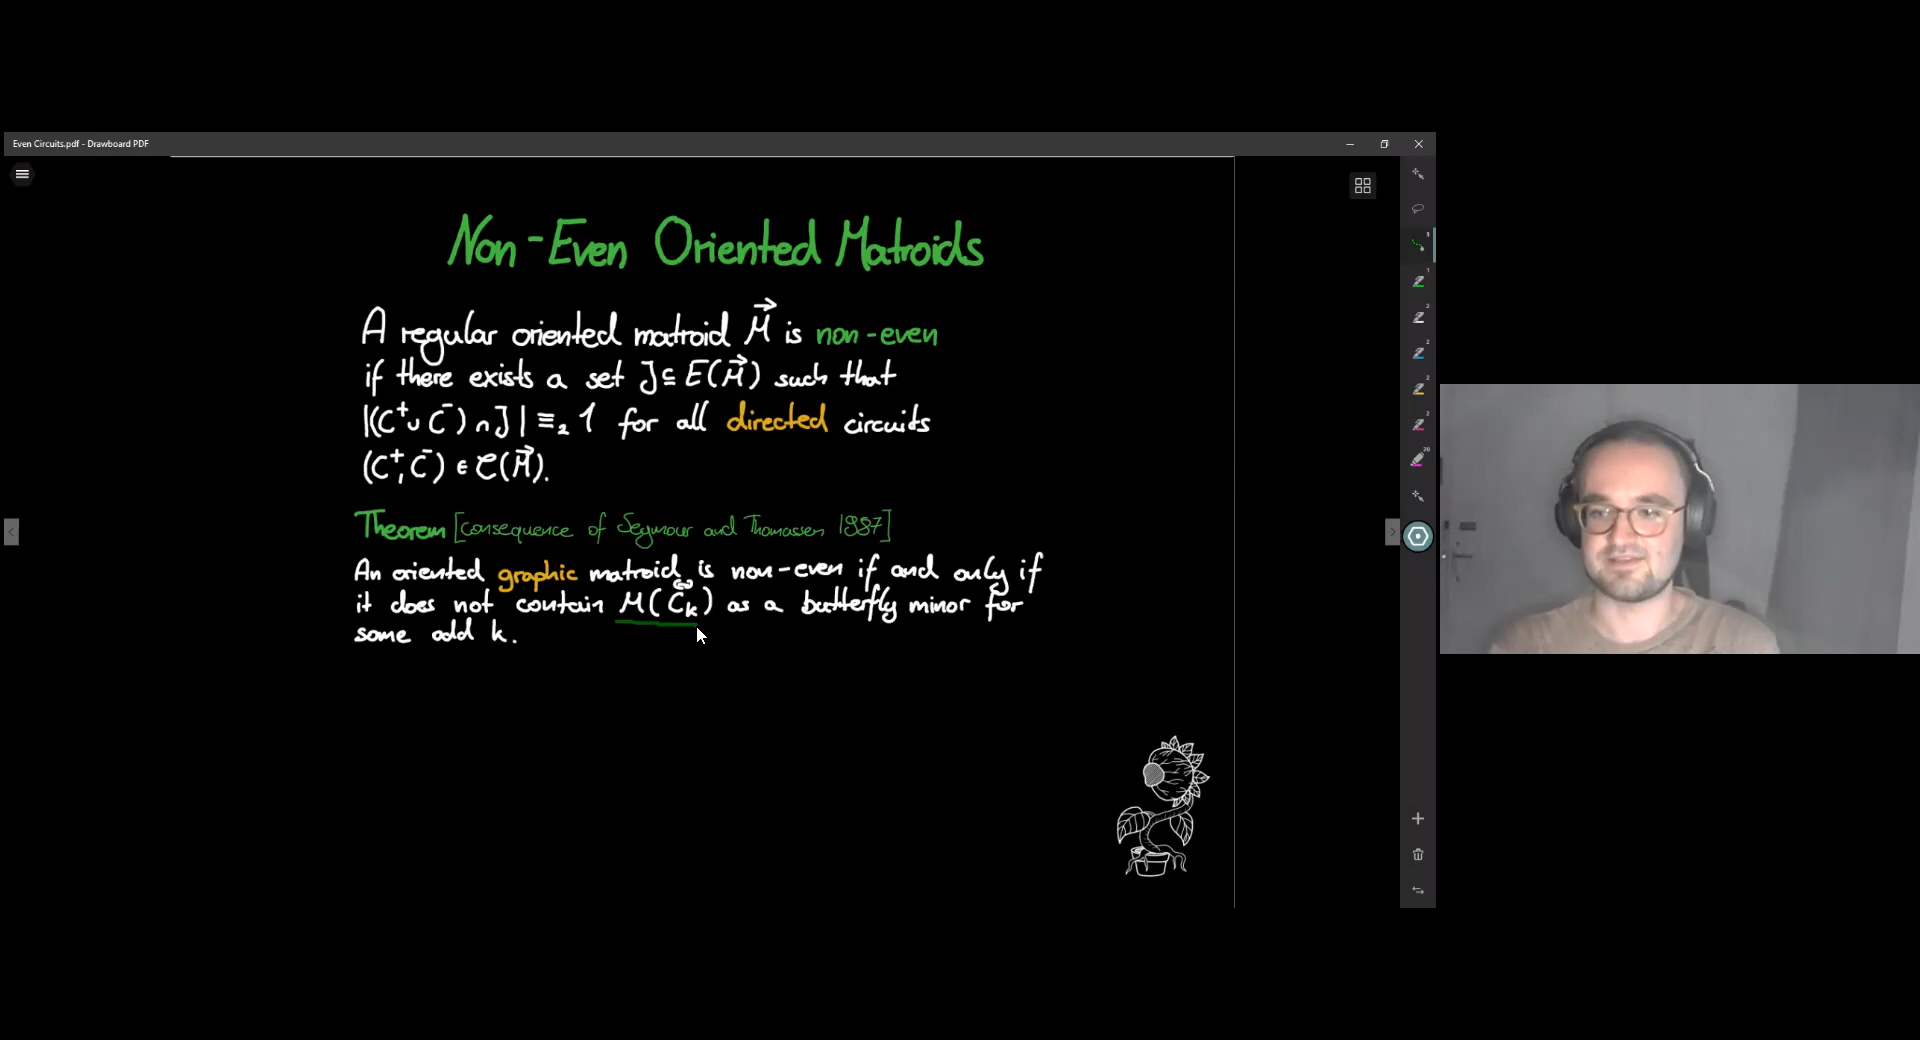 Even Circuits.pdf - Drawboard PDF
Non-Even Oriented Matroids
A regular oriented matroid M⃗ is non-even
if there exists a set J ⊆ E(M⃗) such that
|(C⁺∪C⁻)∩J| ≡₂ 1 for all directed circuits
(C⁺,C⁻) ∈ 𝒞(M⃗).
Theorem [consequence of Seymour and Thomassen 1987]
An oriented graphic matroid is non-even if and only if
it does not contain M(C⃡ₖ) as a butterfly minor for
some odd k.